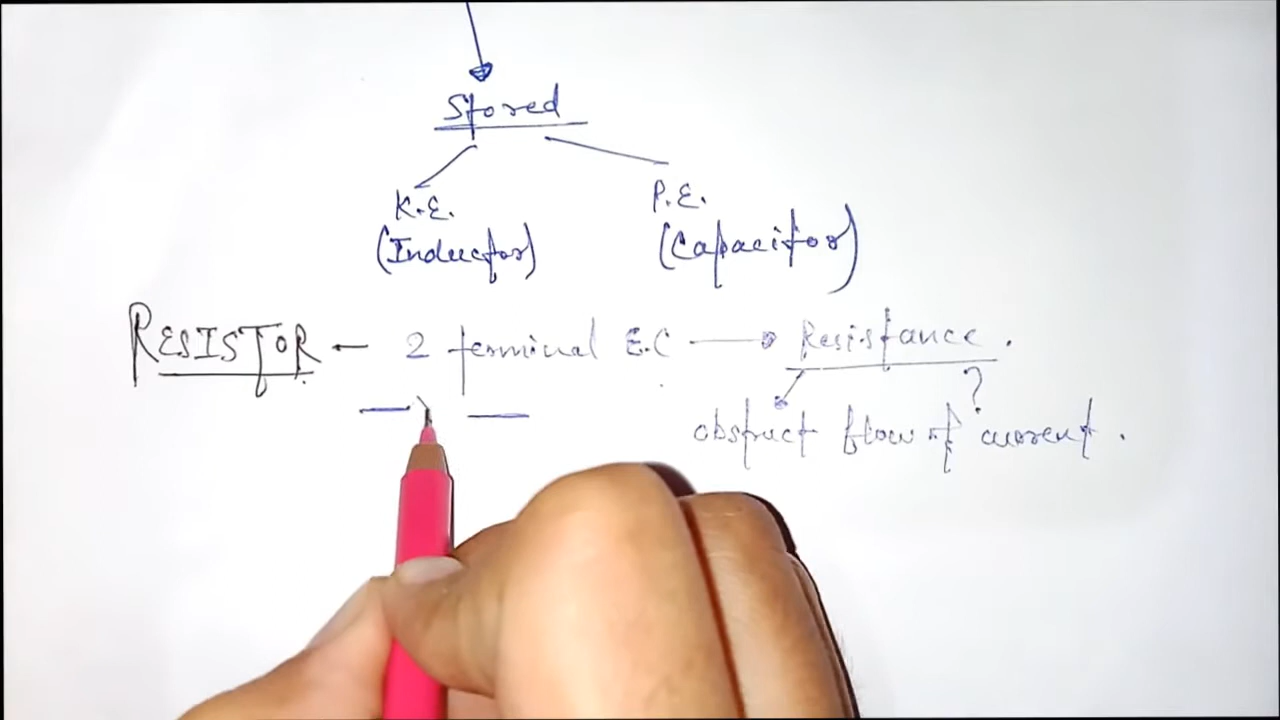 Stored
K.E. P.E.
(Inductor) (Capacitor)
RESISTOR ← 2 terminal E.C → Resistance.
?
obstruct flow of current.